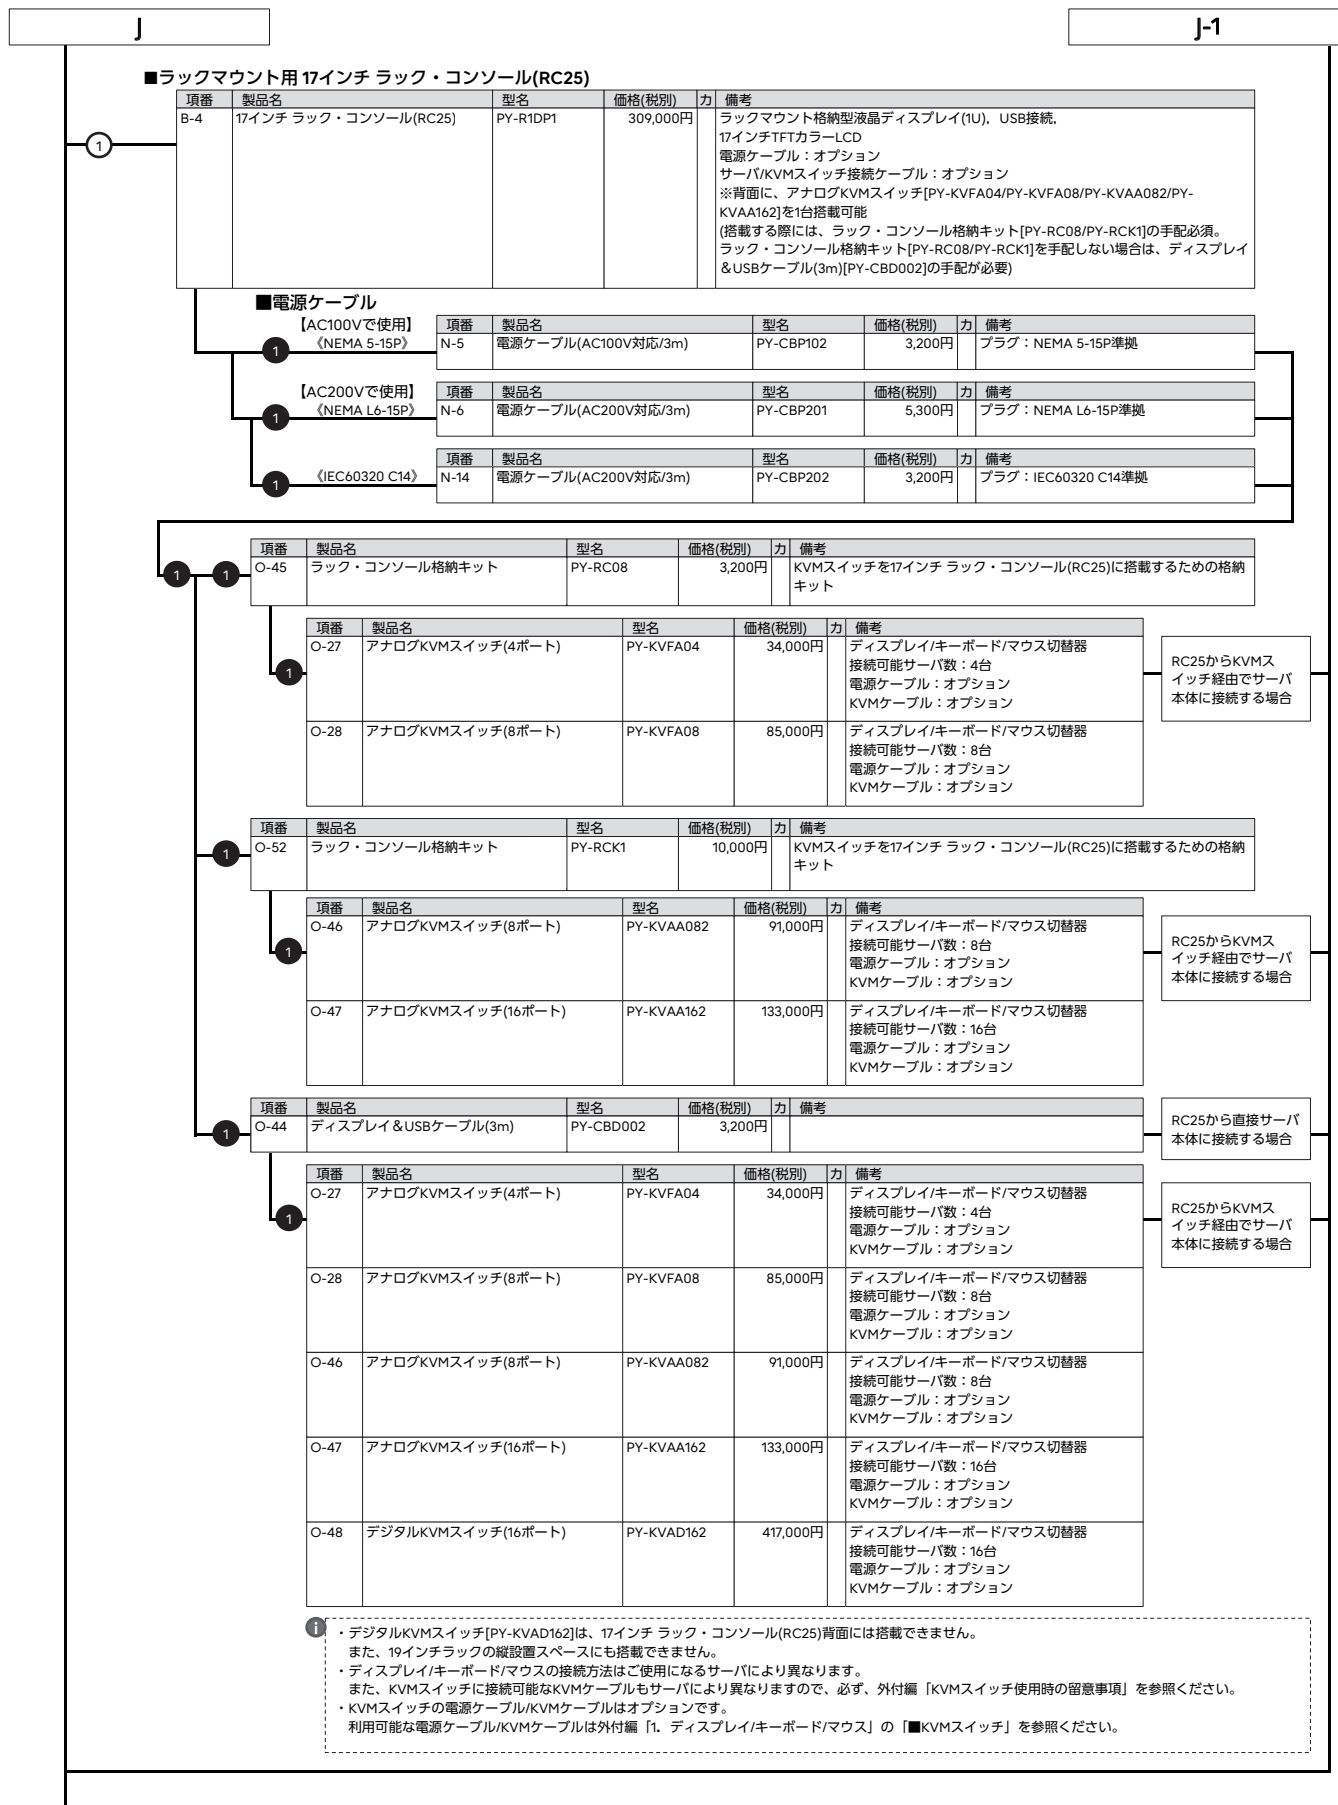 J
J-1
■ラックマウント用 17インチ ラック・コンソール(RC25)
項番 製品名 型名 価格(税別) カ 備考
B-4 17インチ ラック・コンソール(RC25) PY-R1DP1 309,000円 ラックマウント格納型液晶ディスプレイ(1U)、USB接続、
17インチTFTカラーLCD
電源ケーブル：オプション
サーバ/KVMスイッチ接続ケーブル：オプション
※背面に、アナログKVMスイッチ[PY-KVFA04/PY-KVFA08/PY-KVAA082/PY-
KVAA162]を1台搭載可能
(搭載する際には、ラック・コンソール格納キット[PY-RC08/PY-RCK1]の手配必須。
ラック・コンソール格納キット[PY-RC08/PY-RCK1]を手配しない場合は、ディスプレイ
＆USBケーブル(3m)[PY-CBD002]の手配が必要)
1
■電源ケーブル
【AC100Vで使用】
項番 製品名 型名 価格(税別) カ 備考
1 《NEMA 5-15P》 N-5 電源ケーブル(AC100V対応/3m) PY-CBP102 3,200円 プラグ：NEMA 5-15P準拠
【AC200Vで使用】
項番 製品名 型名 価格(税別) カ 備考
1 《NEMA L6-15P》 N-6 電源ケーブル(AC200V対応/3m) PY-CBP201 5,300円 プラグ：NEMA L6-15P準拠
項番 製品名 型名 価格(税別) カ 備考
1 《IEC60320 C14》 N-14 電源ケーブル(AC200V対応/3m) PY-CBP202 3,200円 プラグ：IEC60320 C14準拠
項番 製品名 型名 価格(税別) カ 備考
1 1 O-45 ラック・コンソール格納キット PY-RC08 3,200円 KVMスイッチを17インチ ラック・コンソール(RC25)に搭載するための格納
キット
項番 製品名 型名 価格(税別) カ 備考
1 O-27 アナログKVMスイッチ(4ポート) PY-KVFA04 34,000円 ディスプレイ/キーボード/マウス切替器
接続可能サーバ数：4台
電源ケーブル：オプション
KVMケーブル：オプション
RC25からKVMス
イッチ経由でサーバ
本体に接続する場合
O-28 アナログKVMスイッチ(8ポート) PY-KVFA08 85,000円 ディスプレイ/キーボード/マウス切替器
接続可能サーバ数：8台
電源ケーブル：オプション
KVMケーブル：オプション
項番 製品名 型名 価格(税別) カ 備考
1 O-52 ラック・コンソール格納キット PY-RCK1 10,000円 KVMスイッチを17インチ ラック・コンソール(RC25)に搭載するための格納
キット
項番 製品名 型名 価格(税別) カ 備考
1 O-46 アナログKVMスイッチ(8ポート) PY-KVAA082 91,000円 ディスプレイ/キーボード/マウス切替器
接続可能サーバ数：8台
電源ケーブル：オプション
KVMケーブル：オプション
RC25からKVMス
イッチ経由でサーバ
本体に接続する場合
O-47 アナログKVMスイッチ(16ポート) PY-KVAA162 133,000円 ディスプレイ/キーボード/マウス切替器
接続可能サーバ数：16台
電源ケーブル：オプション
KVMケーブル：オプション
項番 製品名 型名 価格(税別) カ 備考
1 O-44 ディスプレイ＆USBケーブル(3m) PY-CBD002 3,200円
RC25から直接サーバ
本体に接続する場合
項番 製品名 型名 価格(税別) カ 備考
1 O-27 アナログKVMスイッチ(4ポート) PY-KVFA04 34,000円 ディスプレイ/キーボード/マウス切替器
接続可能サーバ数：4台
電源ケーブル：オプション
KVMケーブル：オプション
RC25からKVMス
イッチ経由でサーバ
本体に接続する場合
O-28 アナログKVMスイッチ(8ポート) PY-KVFA08 85,000円 ディスプレイ/キーボード/マウス切替器
接続可能サーバ数：8台
電源ケーブル：オプション
KVMケーブル：オプション
O-46 アナログKVMスイッチ(8ポート) PY-KVAA082 91,000円 ディスプレイ/キーボード/マウス切替器
接続可能サーバ数：8台
電源ケーブル：オプション
KVMケーブル：オプション
O-47 アナログKVMスイッチ(16ポート) PY-KVAA162 133,000円 ディスプレイ/キーボード/マウス切替器
接続可能サーバ数：16台
電源ケーブル：オプション
KVMケーブル：オプション
O-48 デジタルKVMスイッチ(16ポート) PY-KVAD162 417,000円 ディスプレイ/キーボード/マウス切替器
接続可能サーバ数：16台
電源ケーブル：オプション
KVMケーブル：オプション
i
・デジタルKVMスイッチ[PY-KVAD162]は、17インチ ラック・コンソール(RC25)背面には搭載できません。
また、19インチラックの縦設置スペースにも搭載できません。
・ディスプレイ/キーボード/マウスの接続方法はご使用になるサーバにより異なります。
また、KVMスイッチに接続可能なKVMケーブルもサーバにより異なりますので、必ず、外付編「KVMスイッチ使用時の留意事項」を参照ください。
・KVMスイッチの電源ケーブル/KVMケーブルはオプションです。
利用可能な電源ケーブル/KVMケーブルは外付編「1．ディスプレイ/キーボード/マウス」の「■KVMスイッチ」を参照ください。